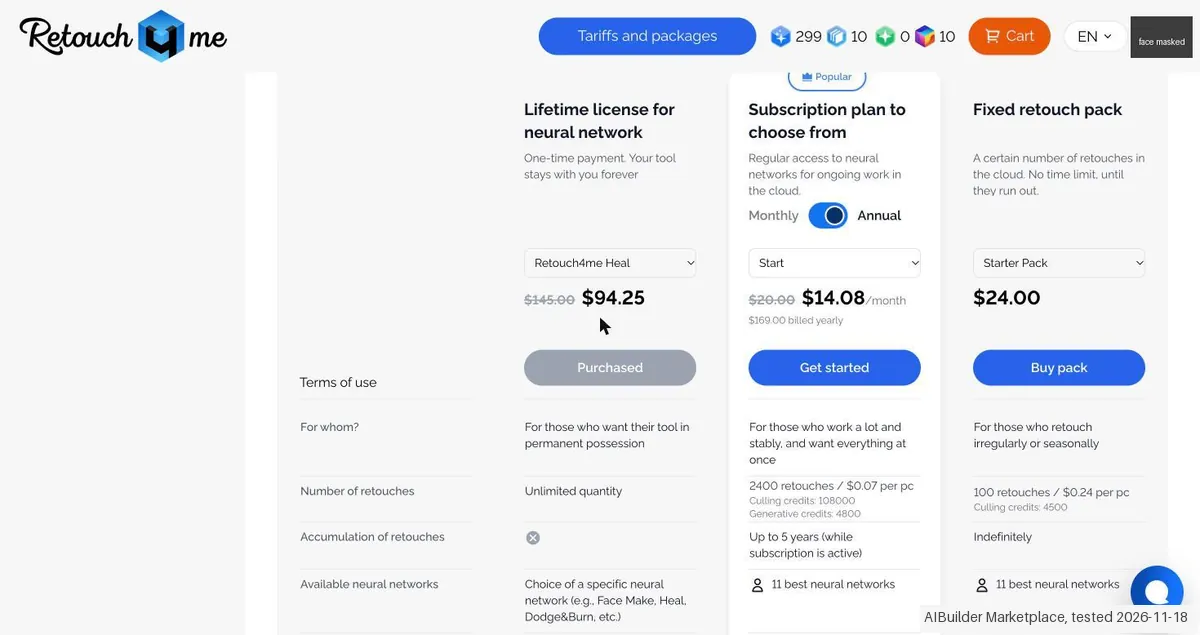 Retouch 4 me
Tariffs and packages
299
10
0
10
Cart
EN
face masked
Popular
Lifetime license for
neural network
One-time payment. Your tool
stays with you forever
Subscription plan to
choose from
Regular access to neural
networks for ongoing work in
the cloud.
Monthly
Annual
Fixed retouch pack
A certain number of retouches in
the cloud. No time limit, until
they run out.
Retouch4me Heal
$145.00 $94.25
Purchased
Start
$20.00 $14.08/month
$169.00 billed yearly
Get started
Starter Pack
$24.00
Buy pack
Terms of use
For whom?
For those who want their tool in
permanent possession
For those who work a lot and
stably, and want everything at
once
For those who retouch
irregularly or seasonally
Number of retouches
Unlimited quantity
2400 retouches / $0.07 per pc
Culling credits: 108000
Generative credits: 4800
100 retouches / $0.24 per pc
Culling credits: 4500
Accumulation of retouches
Up to 5 years (while
subscription is active)
Indefinitely
Available neural networks
Choice of a specific neural
network (e.g., Face Make, Heal,
Dodge&Burn, etc.)
11 best neural networks
11 best neural networks
AIBuilder Marketplace, tested 2026-11-18